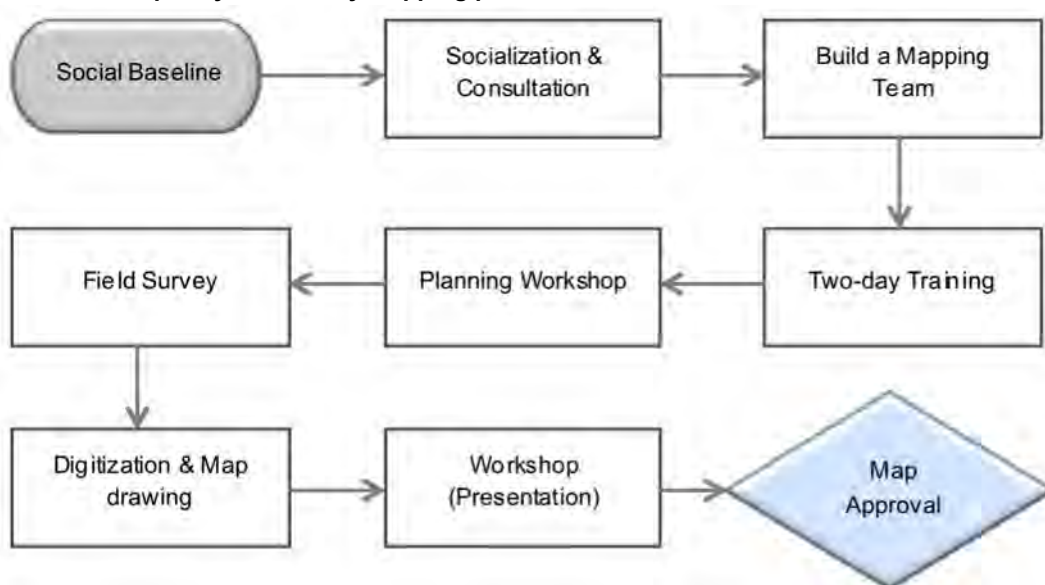 Social Baseline
Socialization &
Consultation
Build a Mapping
Team
Two-day Training
Planning Workshop
Field Survey
Digitization & Map
drawing
Workshop
(Presentation)
Map
Approval